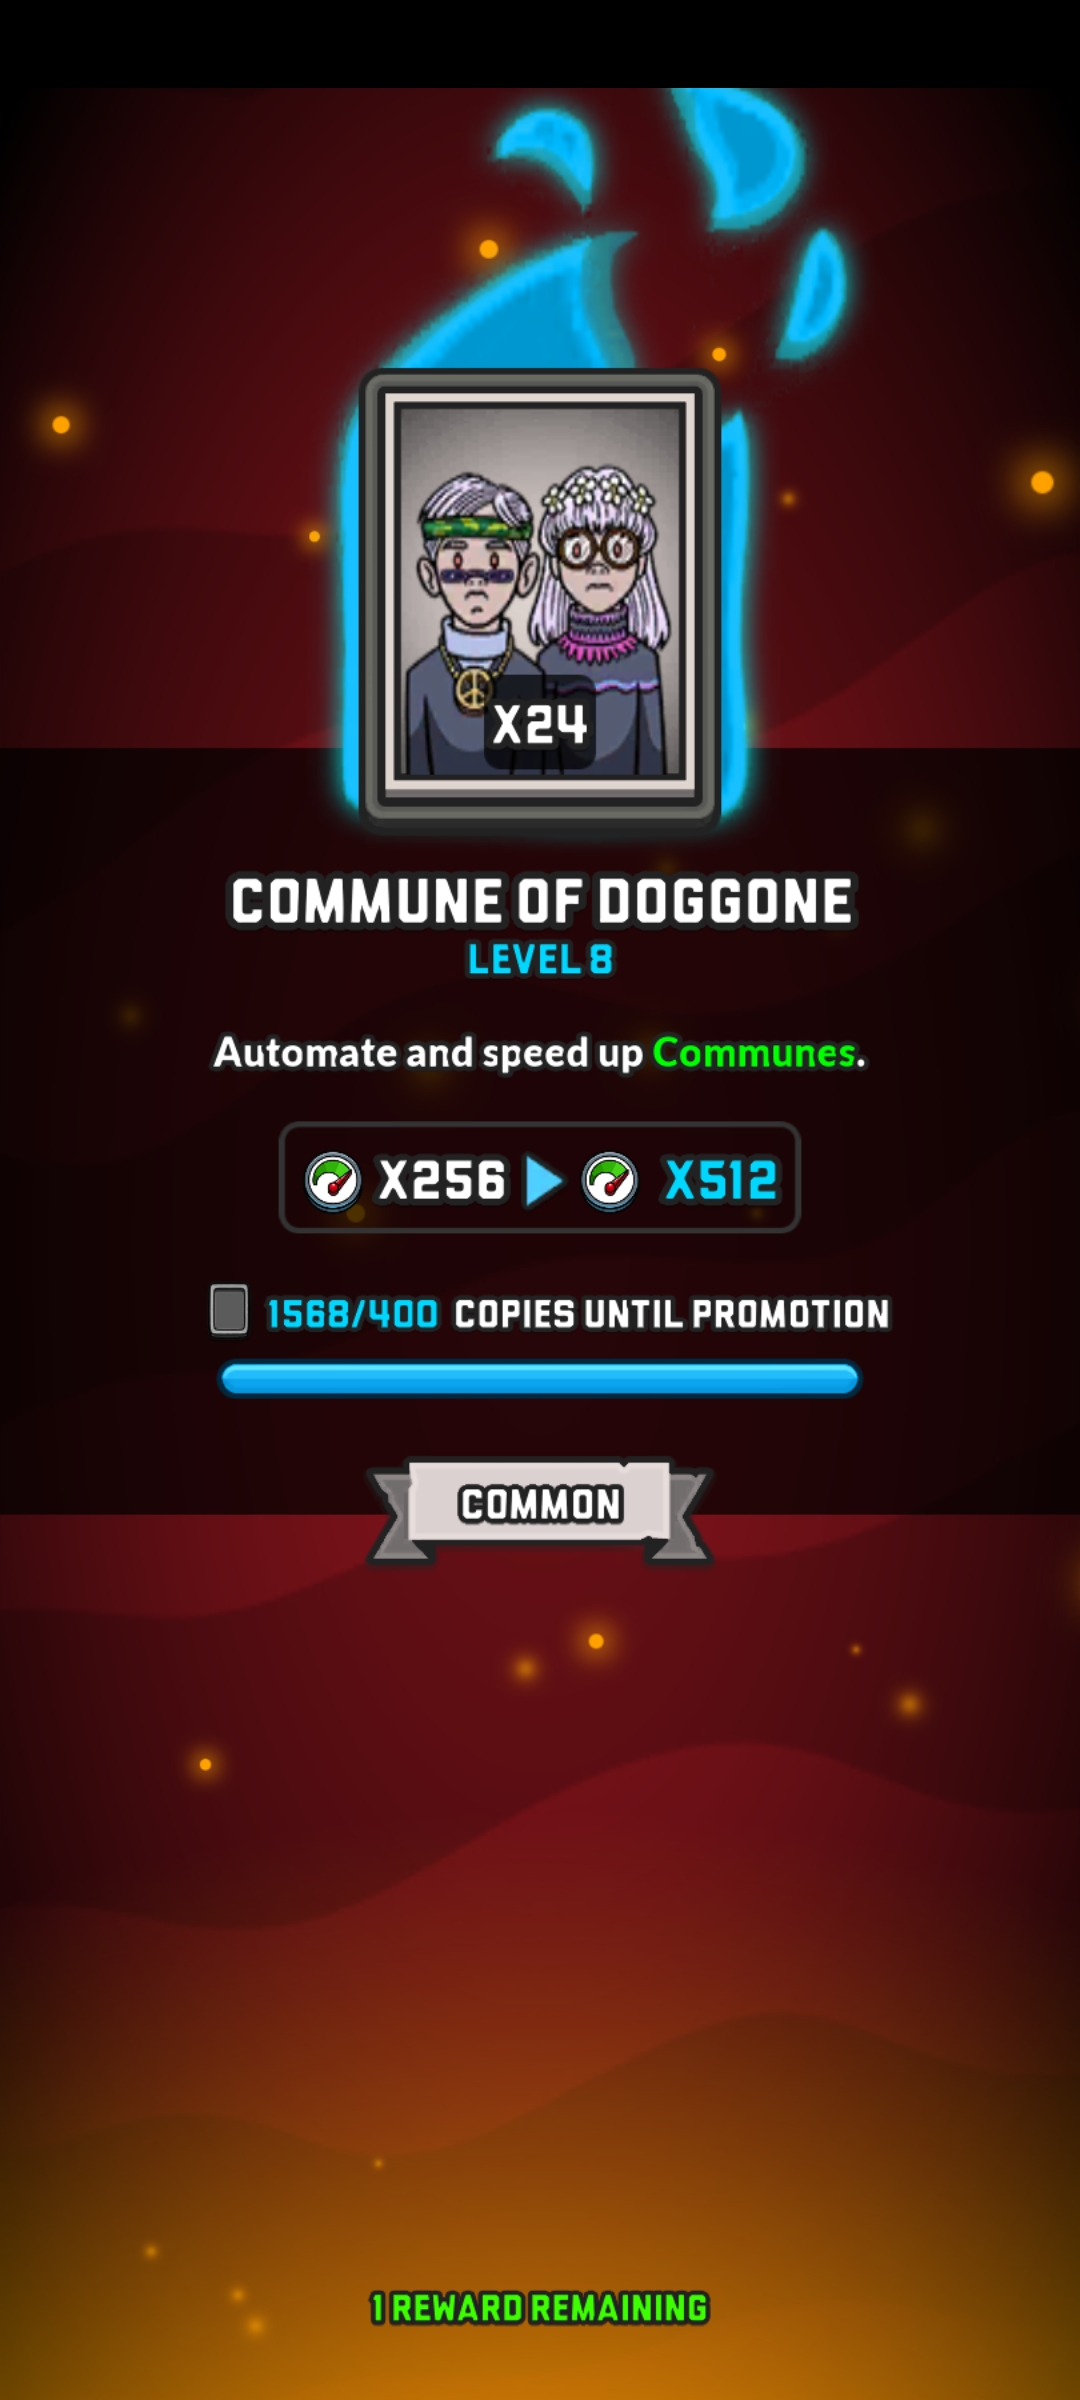 X24
COMMUNE OF DOGGONE
LEVEL 8
Automate and speed up Communes.
X256 X512
1568/400 COPIES UNTIL PROMOTION
COMMON
1 REWARD REMAINING